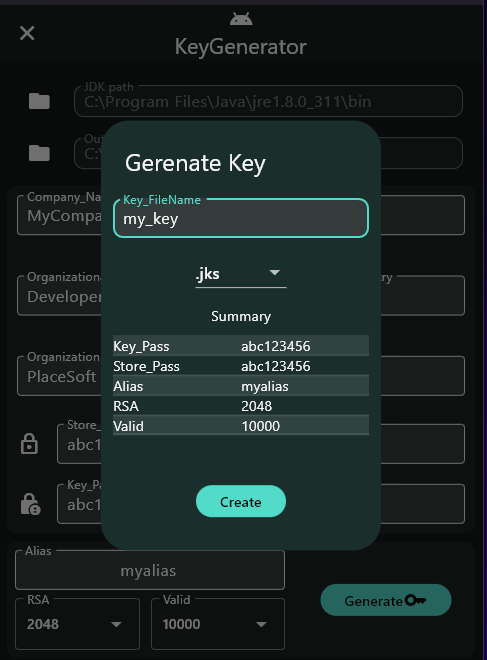 KeyGenerator
JDK path
C:\Program Files\Java\jre1.8.0_311\bin
Gerenate Key
Key_FileName
my_key
.jks
Summary
Key_Pass abc123456
Store_Pass abc123456
Alias myalias
RSA 2048
Valid 10000
Create
Company_Na
MyCompa
Organizationa
Developer
Organization
PlaceSoft
Store_
abc1
Key_Pa
abc1
Alias
myalias
RSA
2048
Valid
10000
Generate